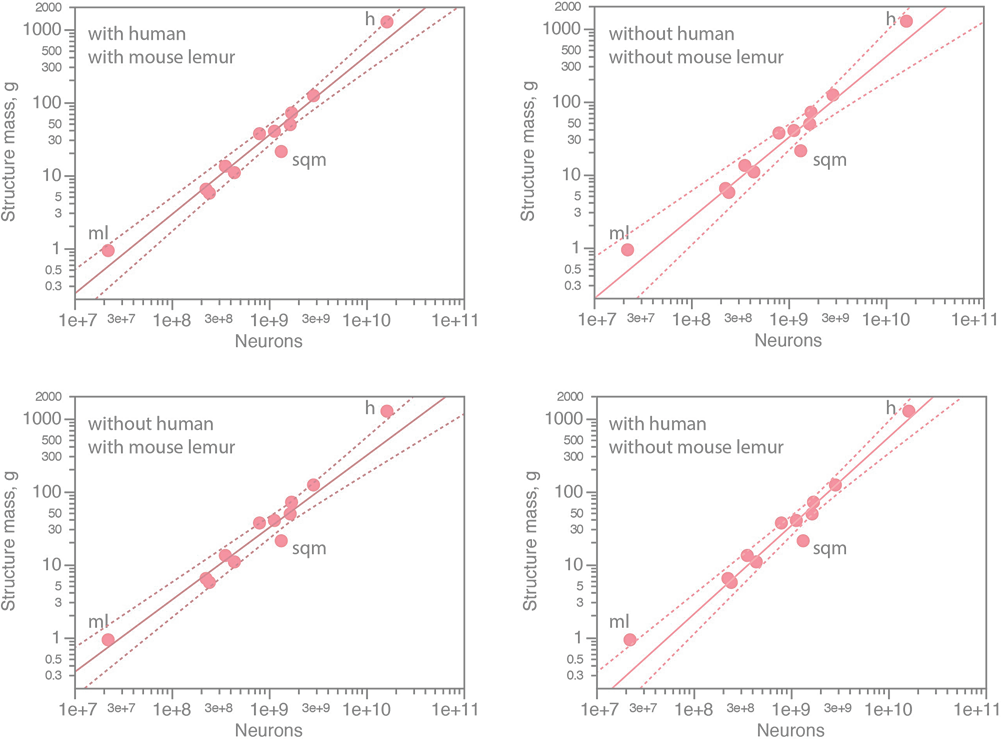 2000
1000
500
300
100
50
30
10
5
3
1
0.5
0.3
Structure mass, g
with human
with mouse lemur
h
sqm
ml
1e+7 3e+7 1e+8 3e+8 1e+9 3e+9 1e+10 1e+11
Neurons
2000
1000
500
300
100
50
30
10
5
3
1
0.5
0.3
Structure mass, g
without human
without mouse lemur
h
sqm
ml
1e+7 3e+7 1e+8 3e+8 1e+9 3e+9 1e+10 1e+11
Neurons
2000
1000
500
300
100
50
30
10
5
3
1
0.5
0.3
Structure mass, g
without human
with mouse lemur
h
sqm
ml
1e+7 3e+7 1e+8 3e+8 1e+9 3e+9 1e+10 1e+11
Neurons
2000
1000
500
300
100
50
30
10
5
3
1
0.5
0.3
Structure mass, g
with human
without mouse lemur
h
sqm
ml
1e+7 3e+7 1e+8 3e+8 1e+9 3e+9 1e+10 1e+11
Neurons